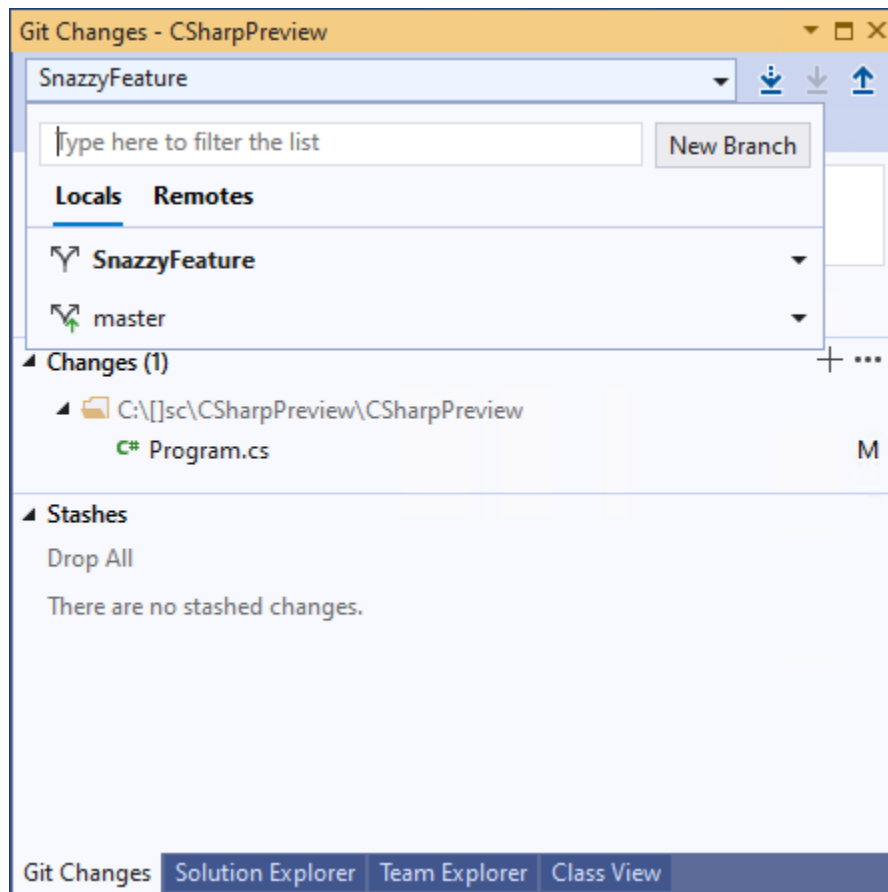 Git Changes - CSharpPreview
SnazzyFeature
Type here to filter the list
New Branch
Locals Remotes
SnazzyFeature
master
Changes (1)
C:\[]sc\CSharpPreview\CSharpPreview
C# Program.cs M
Stashes
Drop All
There are no stashed changes.
Git Changes Solution Explorer Team Explorer Class View